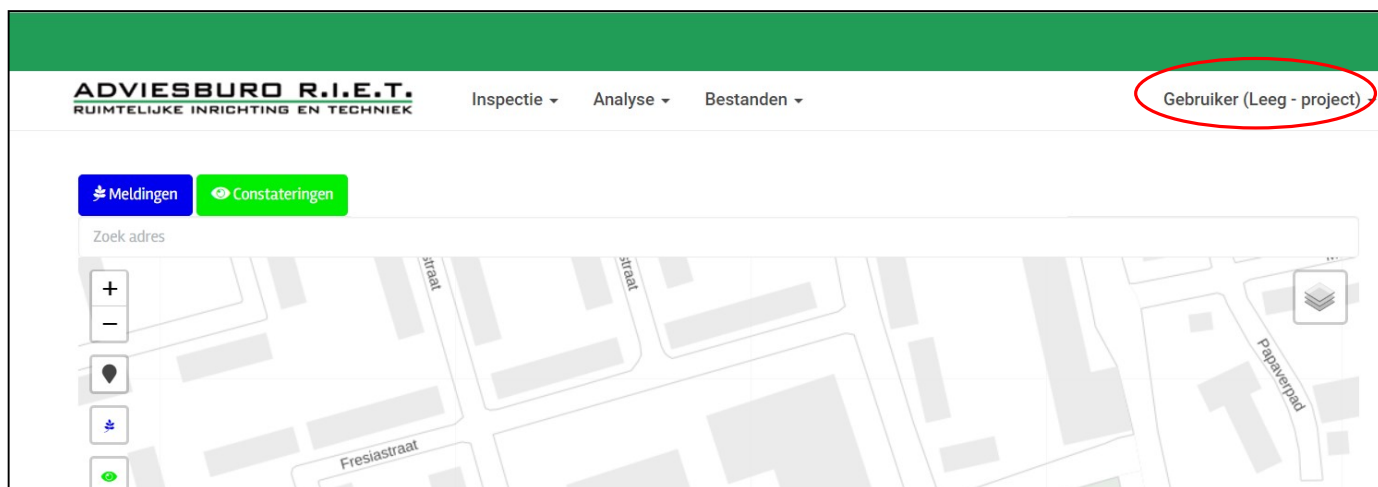 ADVIESBURO R.I.E.T.
RUIMTELIJKE INRICHTING EN TECHNIEK
Inspectie
Analyse
Bestanden
Gebruiker (Leeg - project)
Meldingen
Constateringen
Zoek adres
+
−
straat
straat
Papaverpad
Fresiastraat